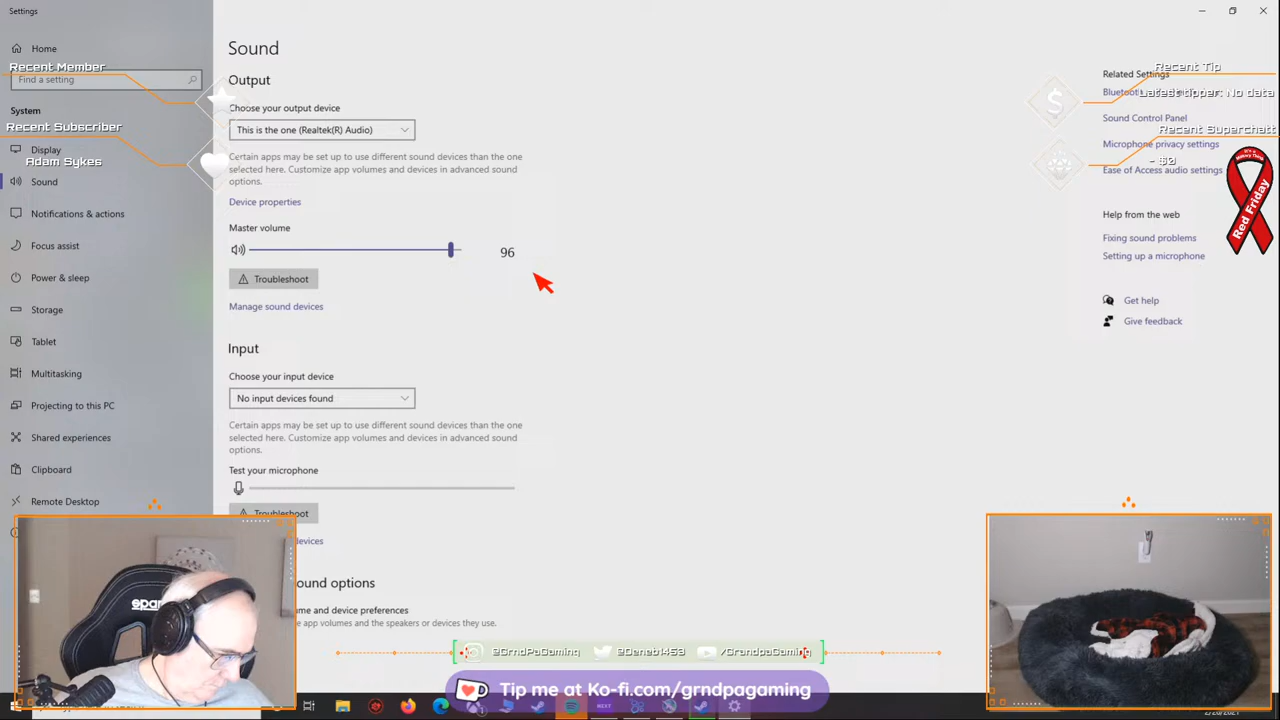 Settings
Home
Recent Member
Find a setting
System
Recent Subscriber
Display
Adam Sykes
Sound
Notifications & actions
Focus assist
Power & sleep
Storage
Tablet
Multitasking
Projecting to this PC
Shared experiences
Clipboard
Remote Desktop
Sound
Output
Choose your output device
This is the one (Realtek(R) Audio)
Certain apps may be set up to use different sound devices than the one
selected here. Customize app volumes and devices in advanced sound
options.
Device properties
Master volume
96
Troubleshoot
Manage sound devices
Input
Choose your input device
No input devices found
Certain apps may be set up to use different sound devices than the one
selected here. Customize app volumes and devices in advanced sound
options.
Test your microphone
Troubleshoot
devices
ound options
ume and device preferences
e app volumes and the speakers or devices they use.
Recent Tip
Related Settings
Latest tipper: No data
Sound Control Panel
Recent Superchatt
Microphone privacy settings
- $0
Ease of Access audio settings
It's a
Military Thing
Red Friday
Help from the web
Fixing sound problems
Setting up a microphone
Get help
Give feedback
@GrndPaGaming
@Daneb1463
/GrandpaGaming
Tip me at Ko-fi.com/grndpagaming